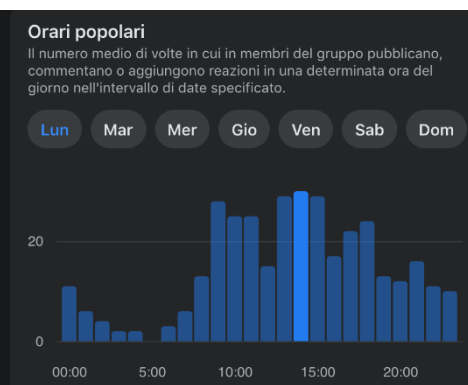 Orari popolari
Il numero medio di volte in cui in membri del gruppo pubblicano,
commentano o aggiungono reazioni in una determinata ora del
giorno nell'intervallo di date specificato.
Lun Mar Mer Gio Ven Sab Dom
20
0
00:00 5:00 10:00 15:00 20:00